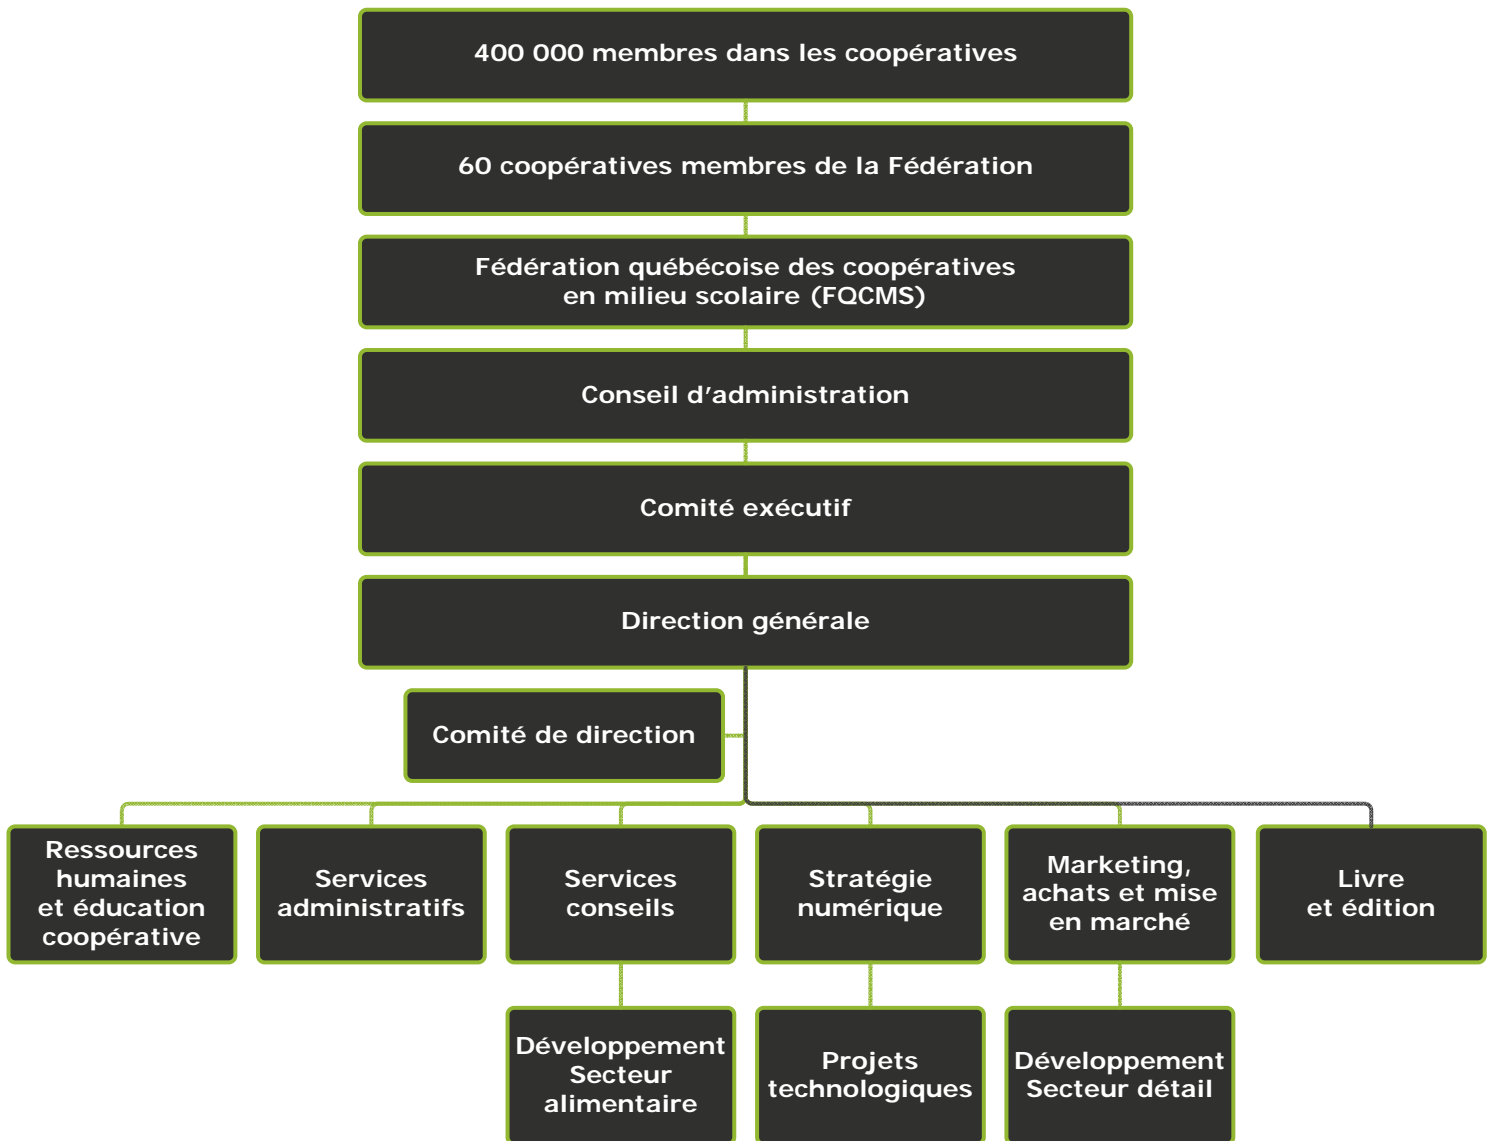 400 000 membres dans les coopératives
60 coopératives membres de la Fédération
Fédération québécoise des coopératives
en milieu scolaire (FQCMS)
Conseil d’administration
Comité exécutif
Direction générale
Comité de direction
Ressources
humaines
et éducation
coopérative
Services
administratifs
Services
conseils
Stratégie
numérique
Marketing,
achats et mise
en marché
Livre
et édition
Développement
Secteur
alimentaire
Projets
technologiques
Développement
Secteur détail